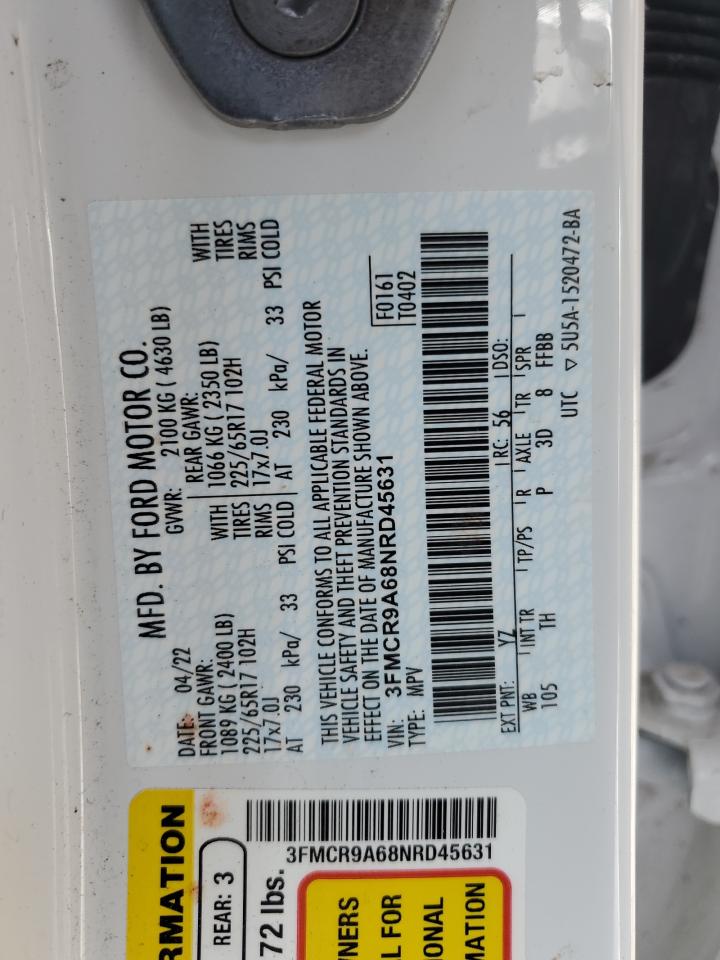 MFD. BY FORD MOTOR CO.
DATE: 04/22 GVWR: 2100 KG ( 4630 LB)
FRONT GAWR: REAR GAWR:
1089 KG ( 2400 LB) WITH 1066 KG ( 2350 LB) WITH
225/65R17 102H TIRES 225/65R17 102H TIRES
17x7.0J RIMS 17x7.0J RIMS
AT 230 kPa/ 33 PSI COLD AT 230 kPa/ 33 PSI COLD
THIS VEHICLE CONFORMS TO ALL APPLICABLE FEDERAL MOTOR
VEHICLE SAFETY AND THEFT PREVENTION STANDARDS IN
EFFECT ON THE DATE OF MANUFACTURE SHOWN ABOVE.
VIN: 3FMCR9A68NRD45631 F0161
TYPE: MPV T0402
EXT PNT: YZ RC: 56 DSO:
WB INT TR TP/PS R AXLE TR SPR
105 TH P 3D 8 FFBB
UTC ▽ 5U5A-1520472-BA
RMATION
REAR: 3
72 lbs.
3FMCR9A68NRD45631
NERS
L FOR
IONAL
MATION